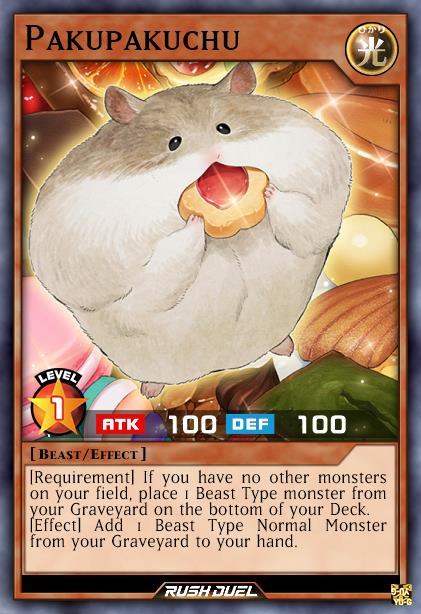 Pakupakuchu
ひかり
光
LEVEL
1
ATK 100 DEF 100
[Beast/Effect]
[Requirement] If you have no other monsters
on your field, place 1 Beast Type monster from
your Graveyard on the bottom of your Deck.
[Effect] Add 1 Beast Type Normal Monster
from your Graveyard to your hand.
RUSH DUEL